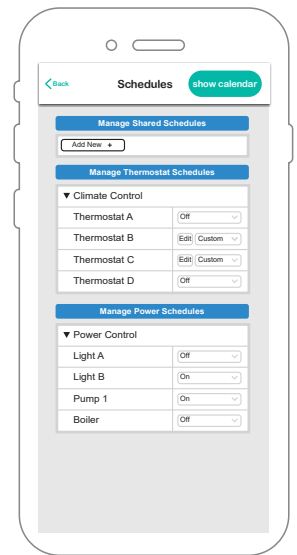 Back Schedules show calendar
Manage Shared Schedules
Add New +
Manage Thermostat Schedules
▼ Climate Control
Thermostat A Off
Thermostat B Edit Custom
Thermostat C Edit Custom
Thermostat D Off
Manage Power Schedules
▼ Power Control
Light A Off
Light B On
Pump 1 On
Boiler Off